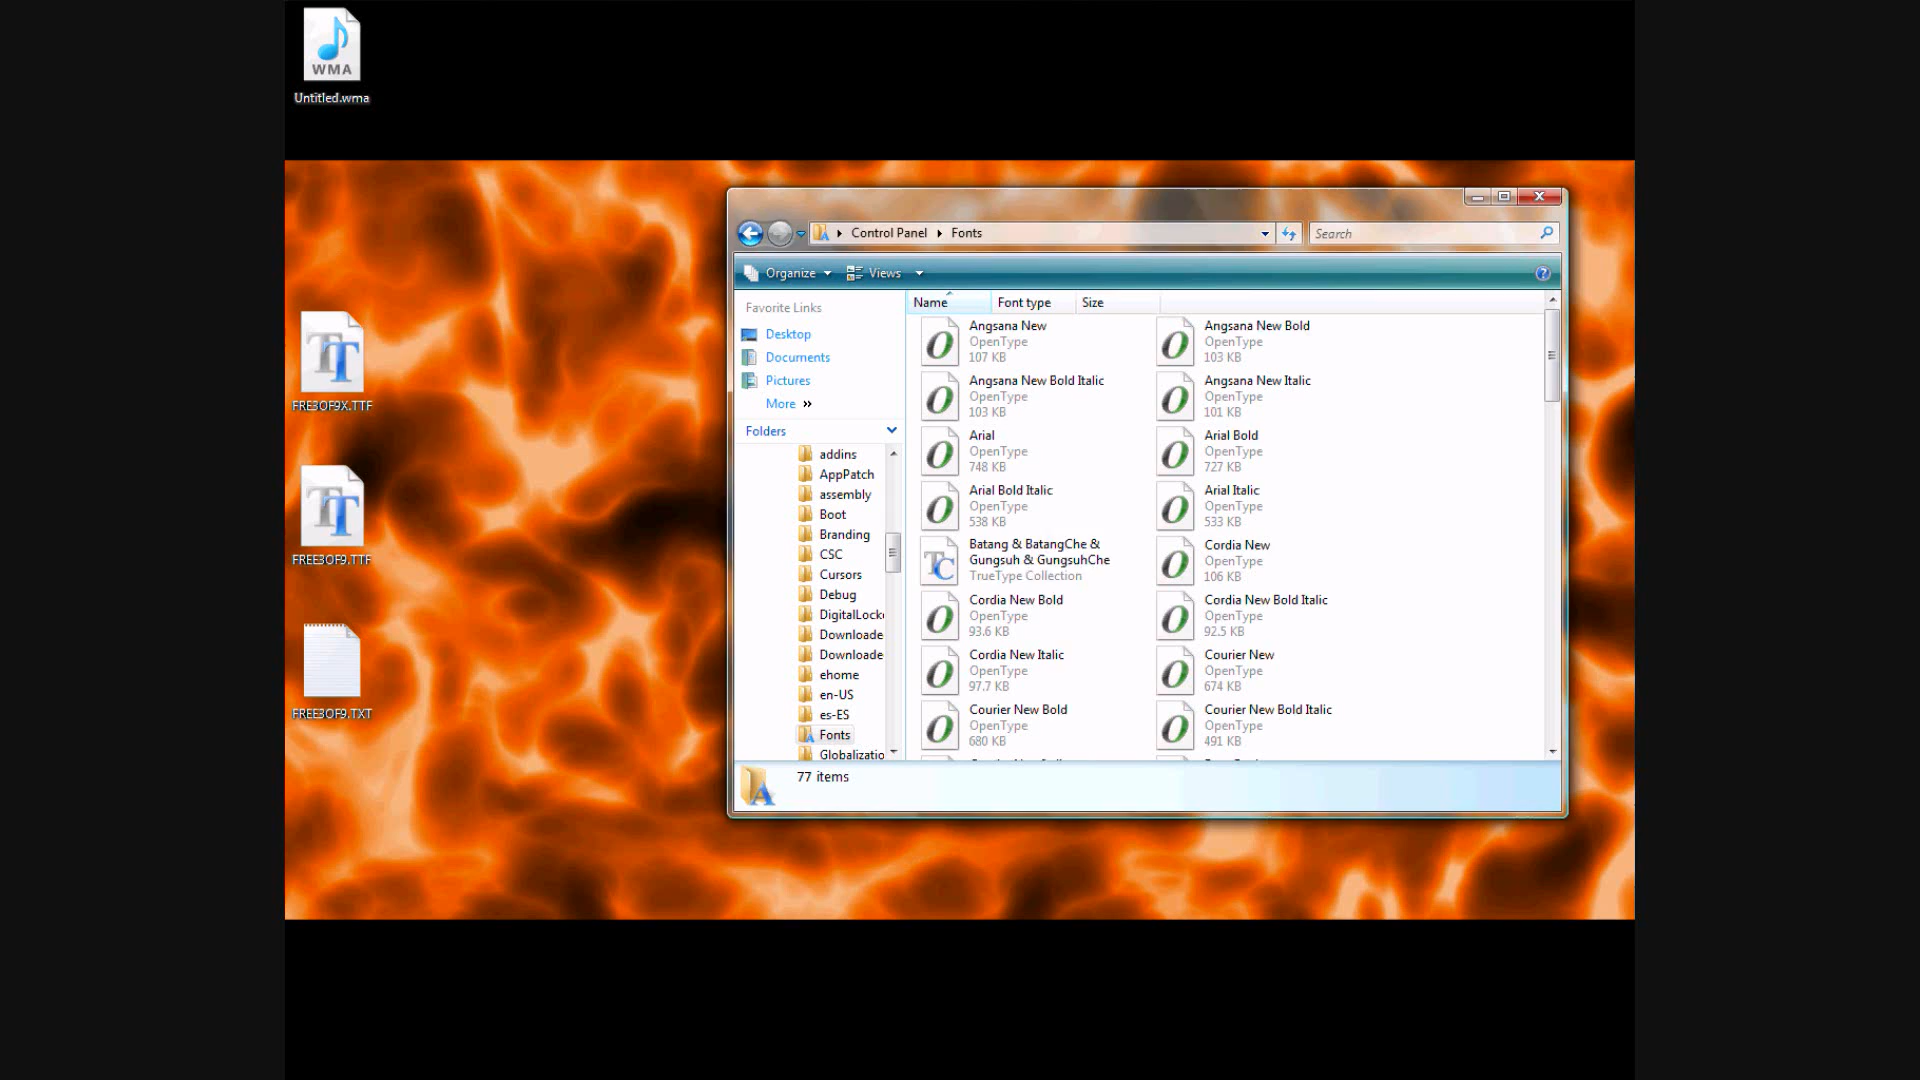 WMA
Untitled.wma
FRE3OF9X.TTF
FREE3OF9.TTF
FREE3OF9.TXT
Control Panel
Fonts
Search
Organize
Views
Favorite Links
Desktop
Documents
Pictures
More
Folders
addins
AppPatch
assembly
Boot
Branding
CSC
Cursors
Debug
DigitalLock
Downloade
Downloade
ehome
en-US
es-ES
Fonts
Globalizatio
Name Font type Size
Angsana New
OpenType
107 KB
Angsana New Bold
OpenType
103 KB
Angsana New Bold Italic
OpenType
103 KB
Angsana New Italic
OpenType
101 KB
Arial
OpenType
748 KB
Arial Bold
OpenType
727 KB
Arial Bold Italic
OpenType
538 KB
Arial Italic
OpenType
533 KB
Batang & BatangChe &
Gungsuh & GungsuhChe
TrueType Collection
Cordia New
OpenType
106 KB
Cordia New Bold
OpenType
93.6 KB
Cordia New Bold Italic
OpenType
92.5 KB
Cordia New Italic
OpenType
97.7 KB
Courier New
OpenType
674 KB
Courier New Bold
OpenType
680 KB
Courier New Bold Italic
OpenType
491 KB
77 items